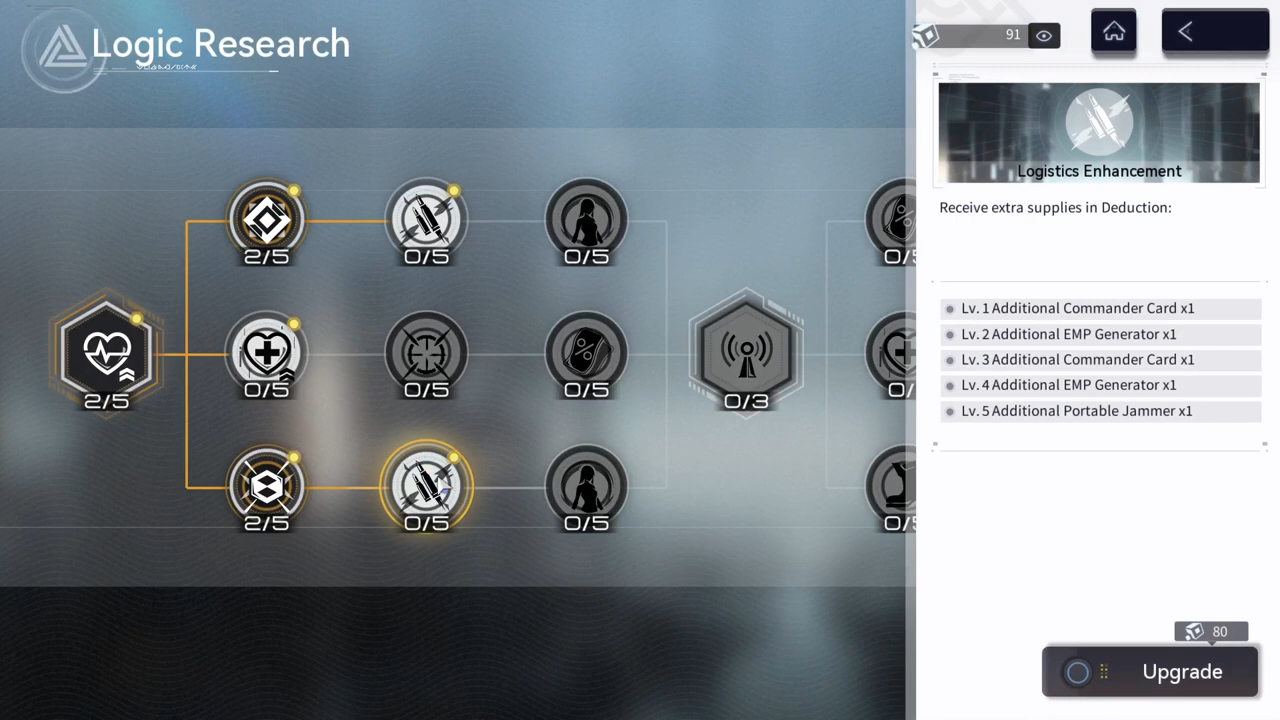 Logic Research
91
Logistics Enhancement
Receive extra supplies in Deduction:
Lv. 1 Additional Commander Card x1
Lv. 2 Additional EMP Generator x1
Lv. 3 Additional Commander Card x1
Lv. 4 Additional EMP Generator x1
Lv. 5 Additional Portable Jammer x1
2/5
0/5
0/5
2/5
0/5
0/5
0/5
0/3
2/5
0/5
0/5
80
Upgrade